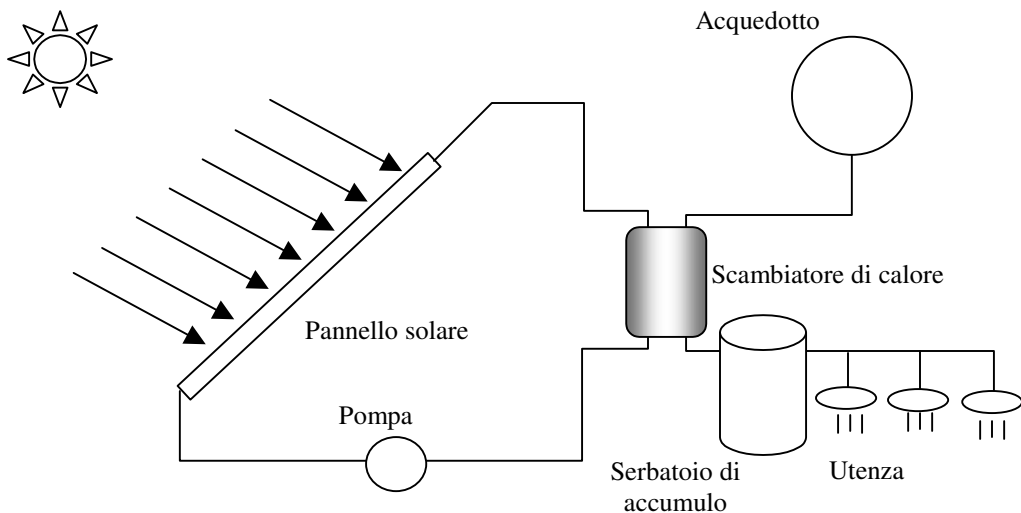 Acquedotto
Scambiatore di calore
Pannello solare
Pompa
Serbatoio di
accumulo
Utenza